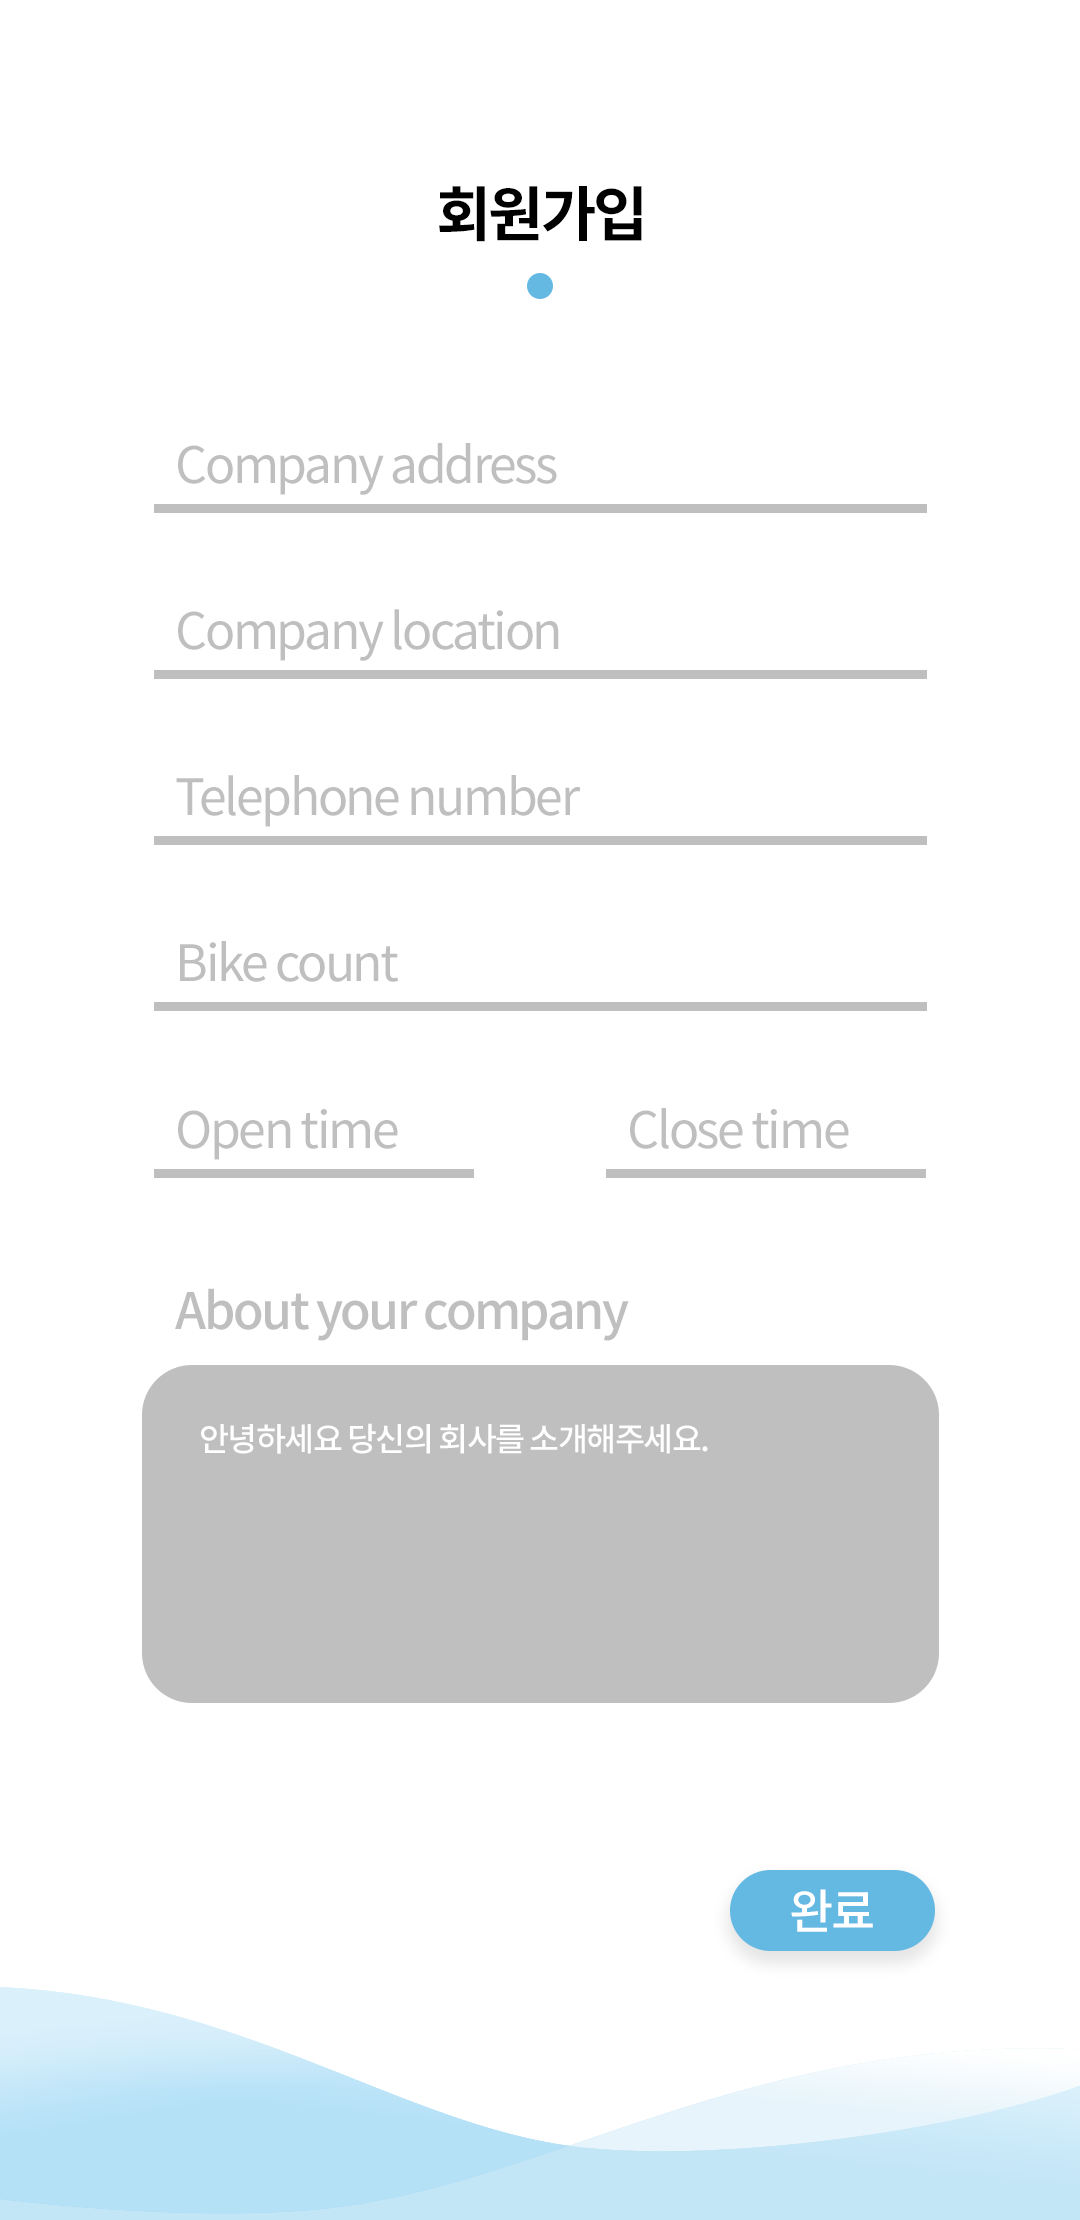 회원가입
Company address
Company location
Telephone number
Bike count
Open time
Close time
About your company
안녕하세요 당신의 회사를 소개해주세요.
완료